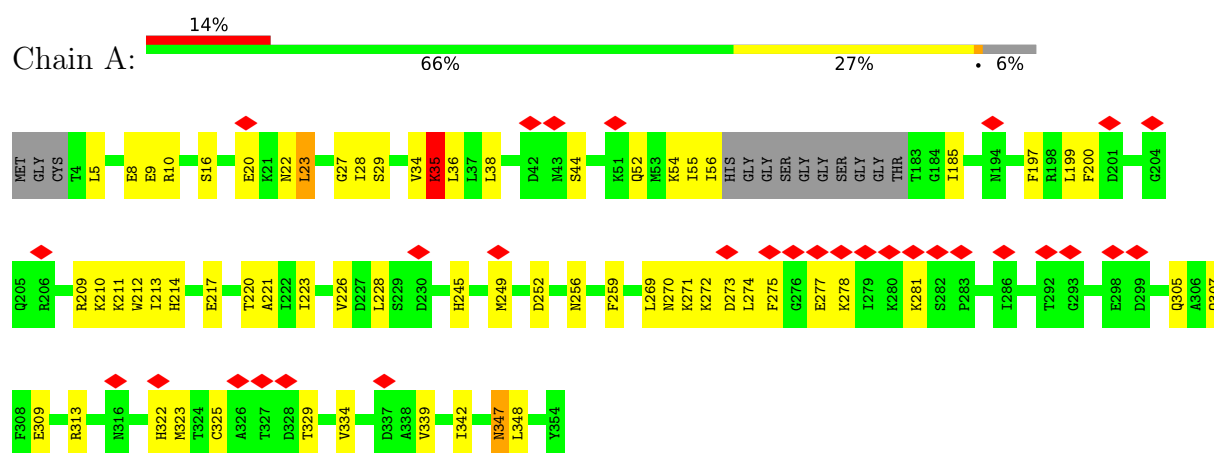 14%
Chain A:
66% 27% • 6%
MET GLY CYS T4 L5 E8 E9 R10 S16 E20 K21 N22 L23 G27 I28 S29 V34 K35 L36 L37 L38 D42 N43 S44 K51 Q52 M53 K54 I55 I56 HIS GLY GLY SER GLY GLY SER GLY GLY THR T183 G184 I185 N194 F197 R198 L199 F200 D201 G204
Q205 R206 R209 K210 K211 W212 I213 H214 E217 T220 A221 I222 I223 V226 D227 L228 S229 D230 H245 M249 D252 N256 F259 L269 N270 K271 K272 D273 L274 F275 G276 E277 K278 I279 K280 K281 S282 P283 I286 T292 G293 E298 D299 Q305 A306
F308 E309 R313 N316 H322 M323 T324 C325 A326 T327 D328 T329 V334 D337 A338 V339 I342 N347 L348 Y354